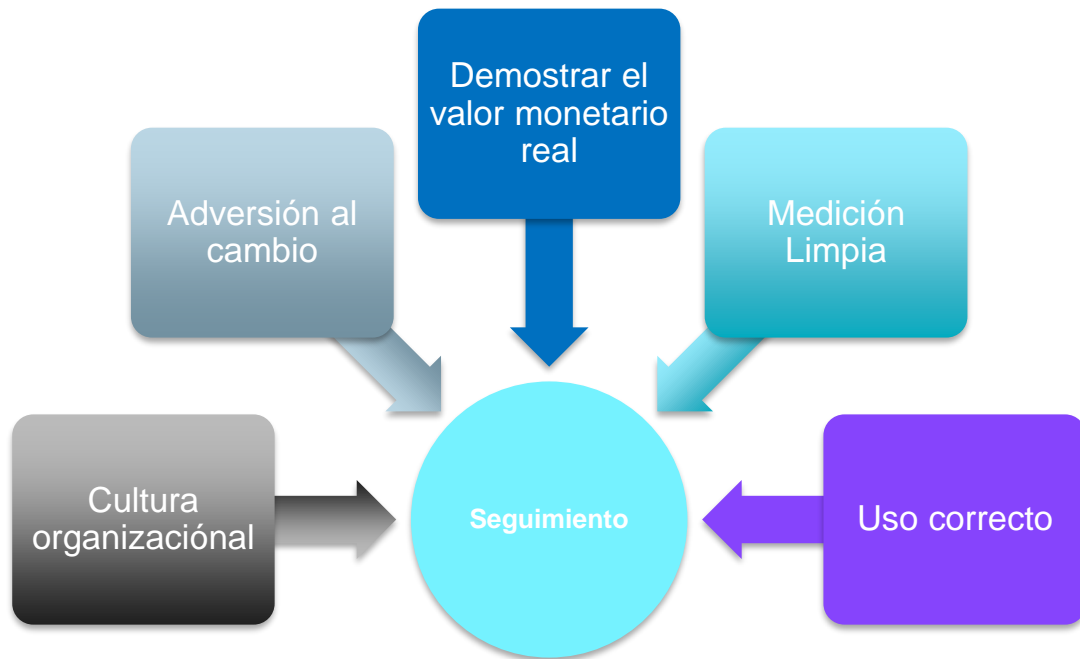 Demostrar el
valor monetario
real
Adversión al
cambio
Medición
Limpia
Cultura
organizaciónal
Seguimiento
Uso correcto